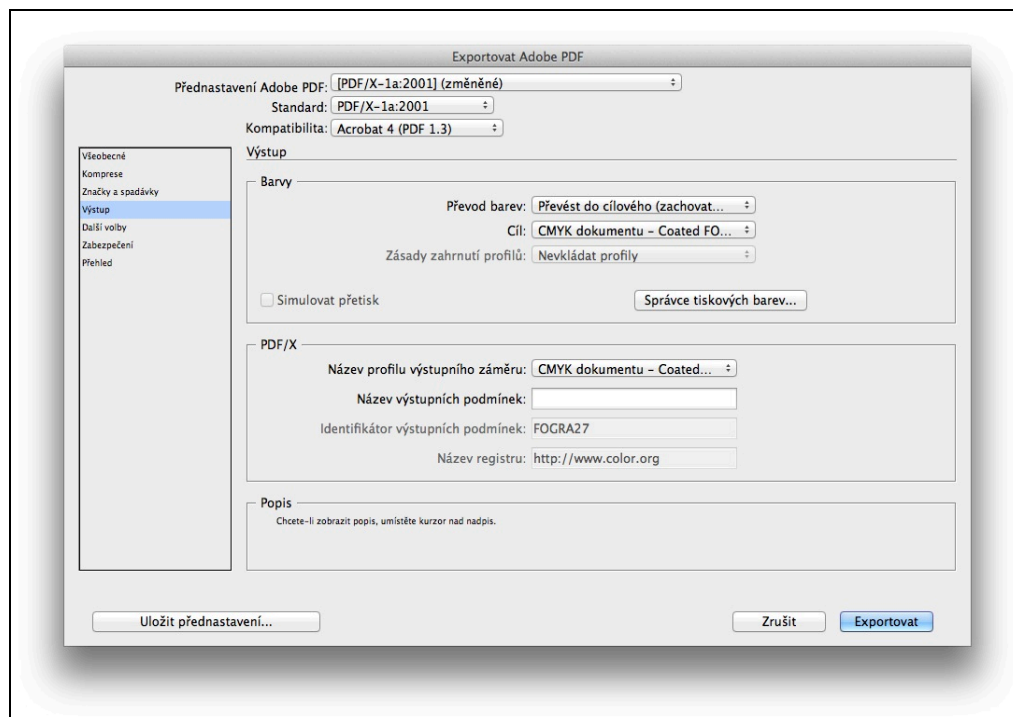 Exportovat Adobe PDF
Přednastavení Adobe PDF: [PDF/X-1a:2001] (změněné)
Standard: PDF/X-1a:2001
Kompatibilita: Acrobat 4 (PDF 1.3)
Všeobecné
Komprese
Značky a spadávky
Výstup
Další volby
Zabezpečení
Přehled
Výstup
Barvy
Převod barev: Převést do cílového (zachovat...
Cíl: CMYK dokumentu – Coated FO...
Zásady zahrnutí profilů: Nevkládat profily
Simulovat přetisk
Správce tiskových barev...
PDF/X
Název profilu výstupního záměru: CMYK dokumentu – Coated...
Název výstupních podmínek:
Identifikátor výstupních podmínek: FOGRA27
Název registru: http://www.color.org
Popis
Chcete-li zobrazit popis, umístěte kurzor nad nadpis.
Uložit přednastavení...
Zrušit
Exportovat